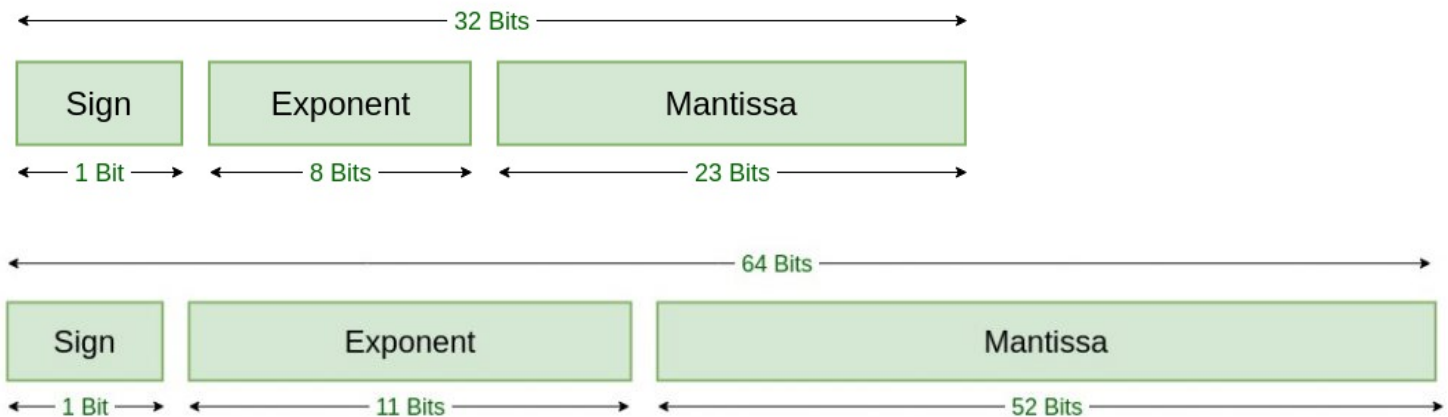 32 Bits
Sign Exponent Mantissa
1 Bit 8 Bits 23 Bits
64 Bits
Sign Exponent Mantissa
1 Bit 11 Bits 52 Bits